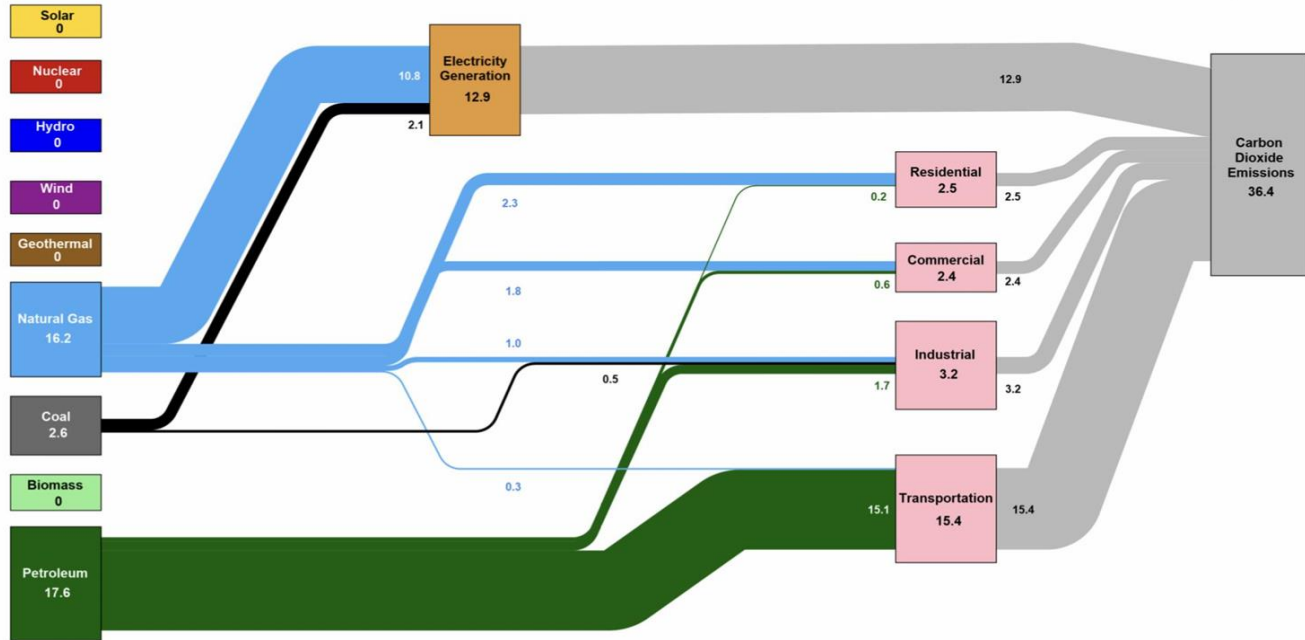 Solar
0
Nuclear
0
Hydro
0
Wind
0
Geothermal
0
Natural Gas
16.2
Coal
2.6
Biomass
0
Petroleum
17.6
10.8
2.1
Electricity
Generation
12.9
2.3
1.8
1.0
0.5
0.3
0.2
0.6
1.7
15.1
Residential
2.5
Commercial
2.4
Industrial
3.2
Transportation
15.4
12.9
2.5
2.4
3.2
15.4
Carbon
Dioxide
Emissions
36.4